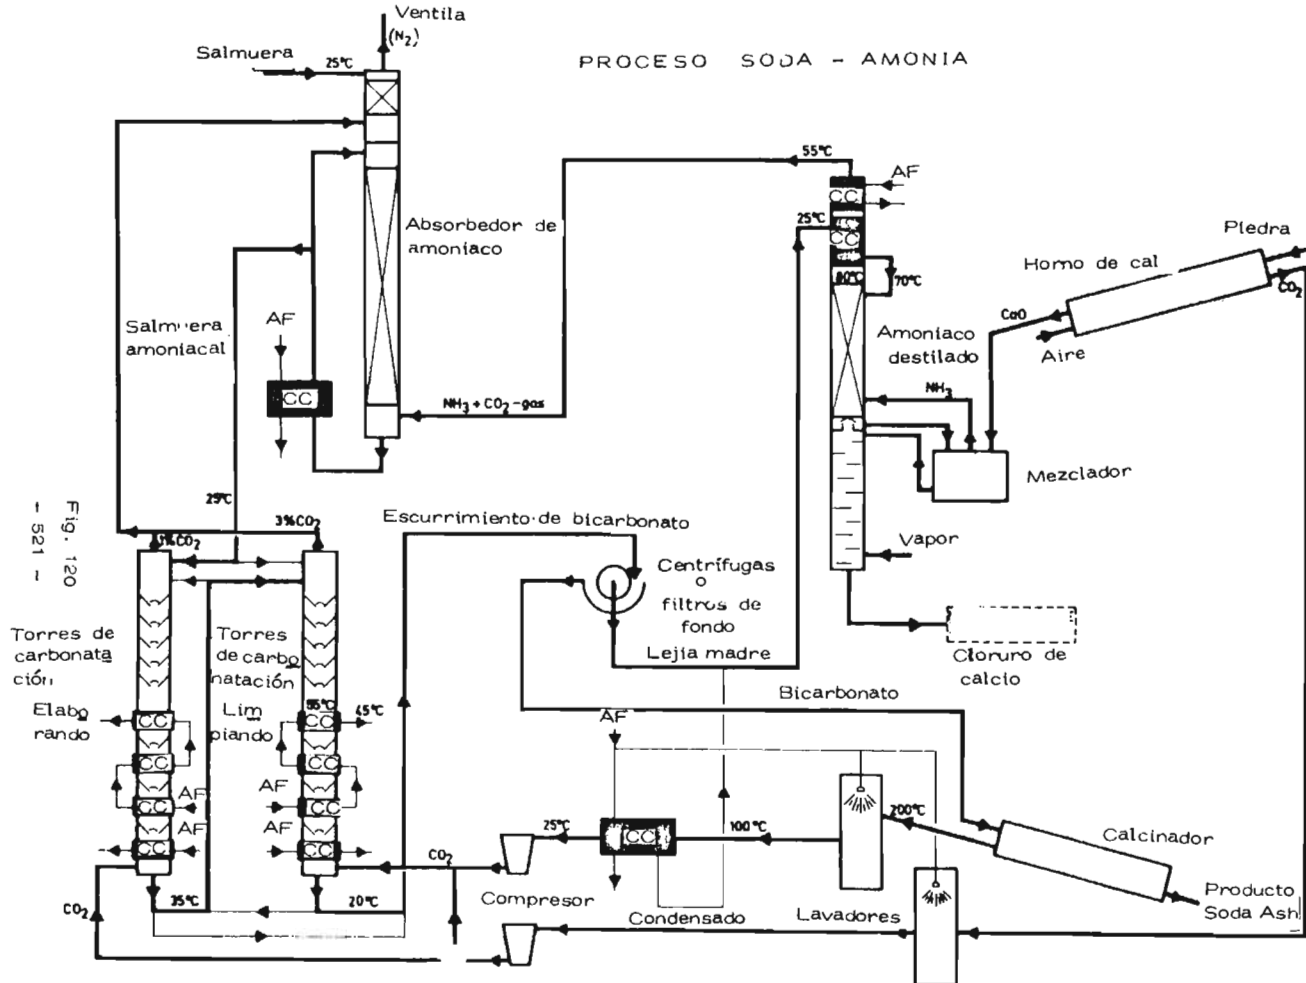 PROCESO SODA - AMONIA
Ventila
(N₂)
Salmuera
25°C
Absorbedor de
amoniaco
Salmuera
amoniacal
AF
CC
NH₃ + CO₂ -gas
55°C
AF
CC
25°C
CC
80°C
70°C
Amoniaco
destilado
NH₃
Horno de cal
Piedra
CO₂
CaO
Aire
Mezclador
Vapor
Cloruro de
calcio
25°C
3%CO₂
1%CO₂
Fig. 120
- 521 -
Escurrimiento de bicarbonato
Centrífugas
o
filtros de
fondo
Lejia madre
Bicarbonato
Torres de
carbonata
ción
Elabo
rando
CC
CC
CC
AF
AF
CC
Torres
de carbo
natación
Lim
piando
55°C
45°C
CC
CC
AF
CC
AF
CC
AF
25°C
CC
100°C
200°C
Calcinador
Producto
Soda Ash
CO₂
Compresor
Condensado
Lavadores
CO₂
35°C
20°C